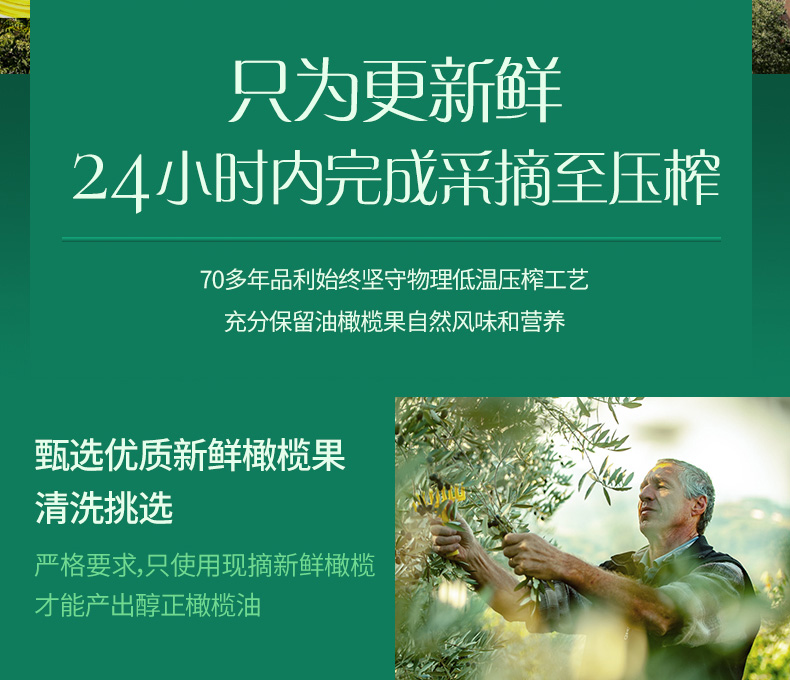 只为更新鲜
24小时内完成采摘至压榨
70多年品利始终坚守物理低温压榨工艺
充分保留油橄榄果自然风味和营养
甄选优质新鲜橄榄果
清洗挑选
严格要求,只使用现摘新鲜橄榄
才能产出醇正橄榄油